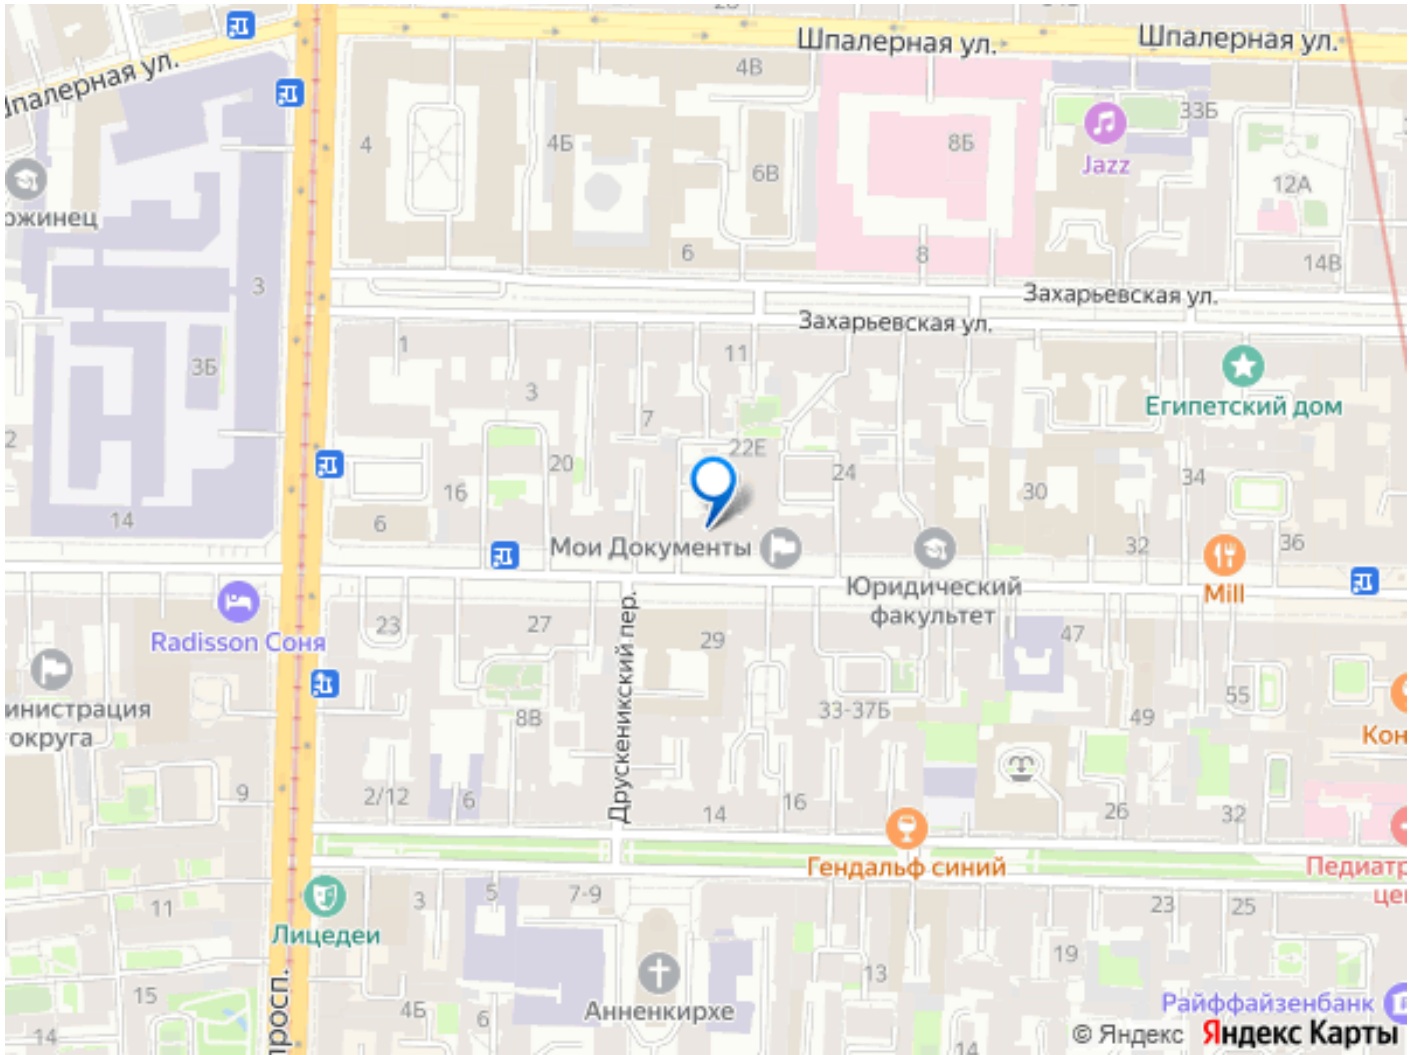 Шпалерная ул.
Шпалерная ул.
Шпалерная ул.
4В
33Б
4
4Б
8Б
6В
Jazz
12А
ожинец
6
8
14В
3
Захарьевская ул.
Захарьевская ул.
1
11
3Б
3
7
Египетский дом
2
22Е
20
24
34
16
30
14
6
Мои Документы
32
36
Юридический
факультет
Mill
23
27
29
47
Radisson Соня
Друскеникский пер.
инистрация
округа
8В
33-37Б
49
55
Кон
9
2/12
6
14
16
26
32
Гендальф синий
Педиатр
це
11
3
5
7-9
23
25
Лицедеи
просп.
15
4Б
6
Анненкирхе
13
19
Райффайзенбанк
14
14
© Яндекс Яндекс Карты